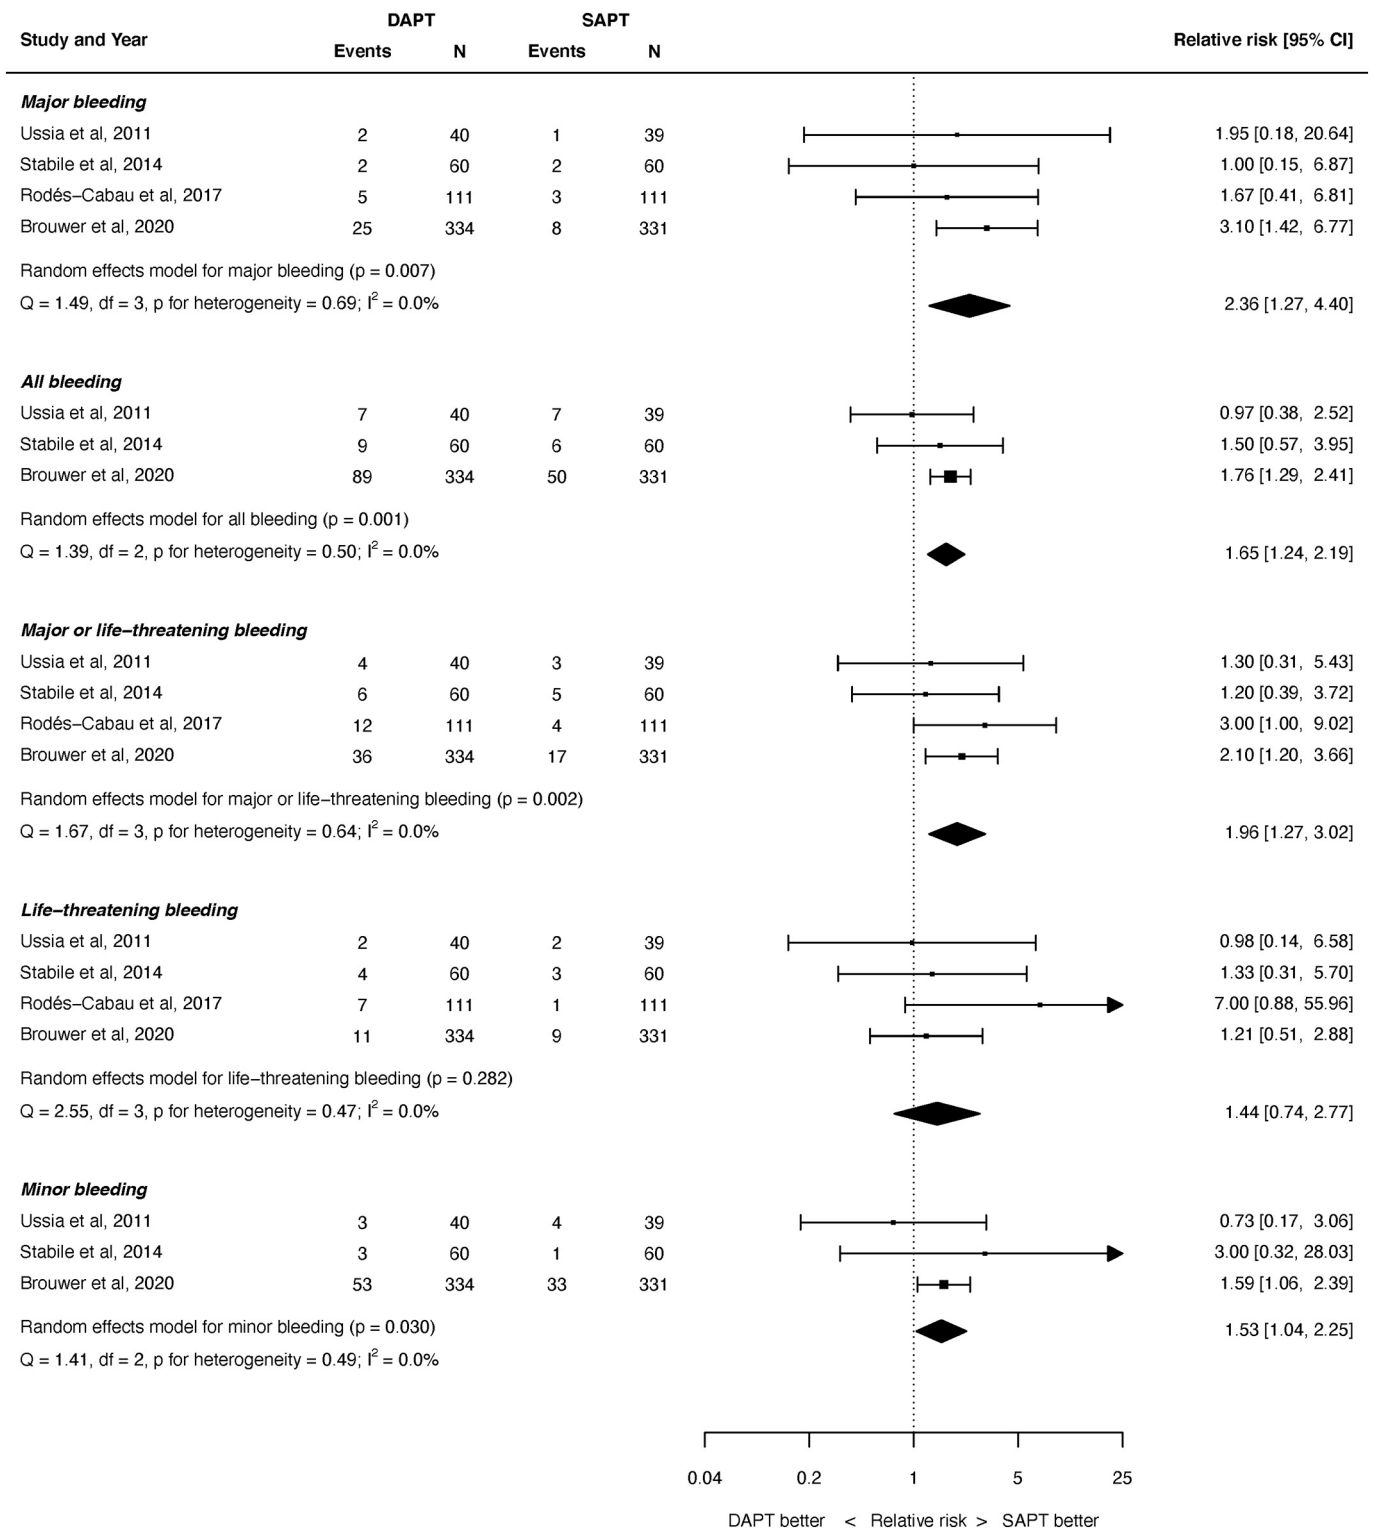 DAPT SAPT
Study and Year Events N Events N Relative risk [95% CI]
Major bleeding
Ussia et al, 2011 2 40 1 39 1.95 [0.18, 20.64]
Stabile et al, 2014 2 60 2 60 1.00 [0.15, 6.87]
Rodés−Cabau et al, 2017 5 111 3 111 1.67 [0.41, 6.81]
Brouwer et al, 2020 25 334 8 331 3.10 [1.42, 6.77]
Random effects model for major bleeding (p = 0.007)
Q = 1.49, df = 3, p for heterogeneity = 0.69; I² = 0.0% 2.36 [1.27, 4.40]
All bleeding
Ussia et al, 2011 7 40 7 39 0.97 [0.38, 2.52]
Stabile et al, 2014 9 60 6 60 1.50 [0.57, 3.95]
Brouwer et al, 2020 89 334 50 331 1.76 [1.29, 2.41]
Random effects model for all bleeding (p = 0.001)
Q = 1.39, df = 2, p for heterogeneity = 0.50; I² = 0.0% 1.65 [1.24, 2.19]
Major or life−threatening bleeding
Ussia et al, 2011 4 40 3 39 1.30 [0.31, 5.43]
Stabile et al, 2014 6 60 5 60 1.20 [0.39, 3.72]
Rodés−Cabau et al, 2017 12 111 4 111 3.00 [1.00, 9.02]
Brouwer et al, 2020 36 334 17 331 2.10 [1.20, 3.66]
Random effects model for major or life−threatening bleeding (p = 0.002)
Q = 1.67, df = 3, p for heterogeneity = 0.64; I² = 0.0% 1.96 [1.27, 3.02]
Life−threatening bleeding
Ussia et al, 2011 2 40 2 39 0.98 [0.14, 6.58]
Stabile et al, 2014 4 60 3 60 1.33 [0.31, 5.70]
Rodés−Cabau et al, 2017 7 111 1 111 7.00 [0.88, 55.96]
Brouwer et al, 2020 11 334 9 331 1.21 [0.51, 2.88]
Random effects model for life−threatening bleeding (p = 0.282)
Q = 2.55, df = 3, p for heterogeneity = 0.47; I² = 0.0% 1.44 [0.74, 2.77]
Minor bleeding
Ussia et al, 2011 3 40 4 39 0.73 [0.17, 3.06]
Stabile et al, 2014 3 60 1 60 3.00 [0.32, 28.03]
Brouwer et al, 2020 53 334 33 331 1.59 [1.06, 2.39]
Random effects model for minor bleeding (p = 0.030) 1.53 [1.04, 2.25]
Q = 1.41, df = 2, p for heterogeneity = 0.49; I² = 0.0%
0.04 0.2 1 5 25
DAPT better < Relative risk > SAPT better